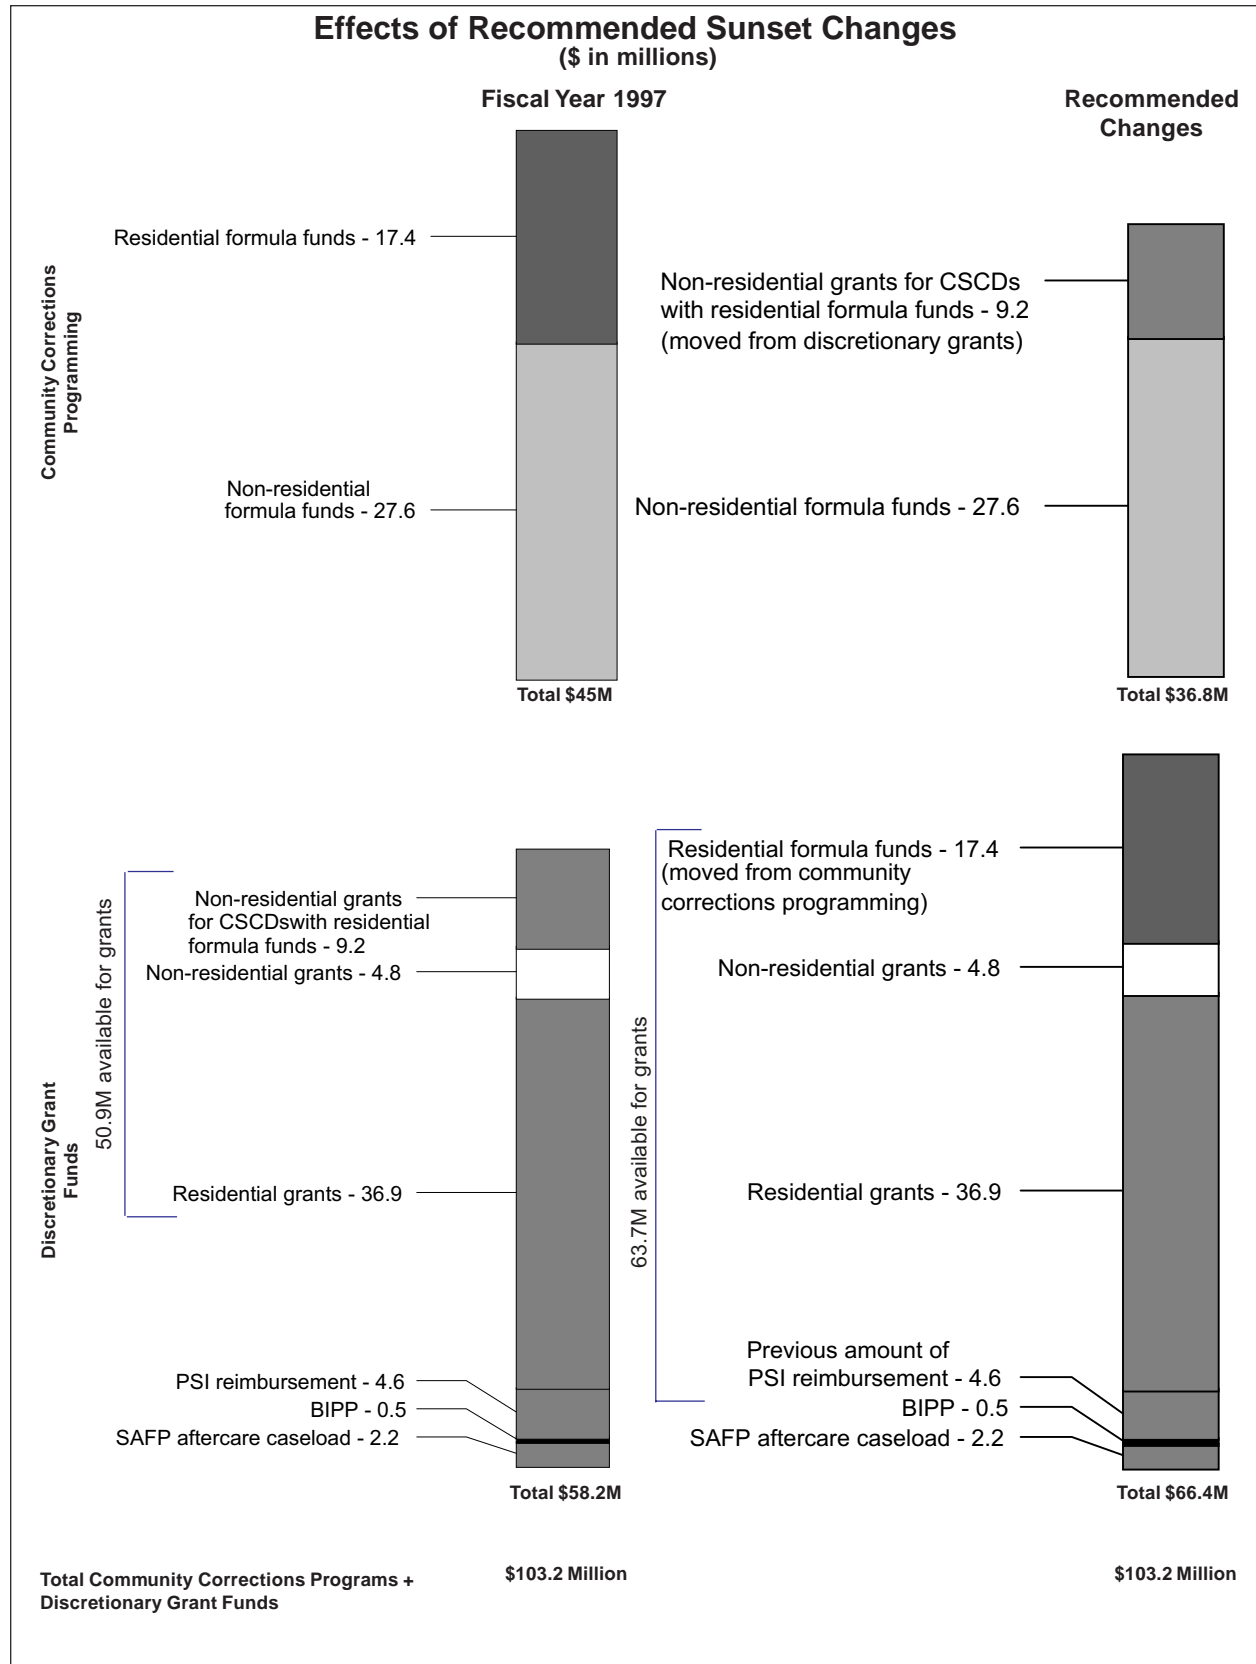 Effects of Recommended Sunset Changes
($ in millions)
Fiscal Year 1997
Recommended
Changes
Community Corrections
Programming
Residential formula funds - 17.4
Non-residential
formula funds - 27.6
Total $45M
Non-residential grants for CSCDs
with residential formula funds - 9.2
(moved from discretionary grants)
Non-residential formula funds - 27.6
Total $36.8M
Discretionary Grant
Funds
50.9M available for grants
Non-residential grants
for CSCDswith residential
formula funds - 9.2
Non-residential grants - 4.8
Residential grants - 36.9
PSI reimbursement - 4.6
BIPP - 0.5
SAFP aftercare caseload - 2.2
Total $58.2M
63.7M available for grants
Residential formula funds - 17.4
(moved from community
corrections programming)
Non-residential grants - 4.8
Residential grants - 36.9
Previous amount of
PSI reimbursement - 4.6
BIPP - 0.5
SAFP aftercare caseload - 2.2
Total $66.4M
Total Community Corrections Programs +
Discretionary Grant Funds
$103.2 Million
$103.2 Million